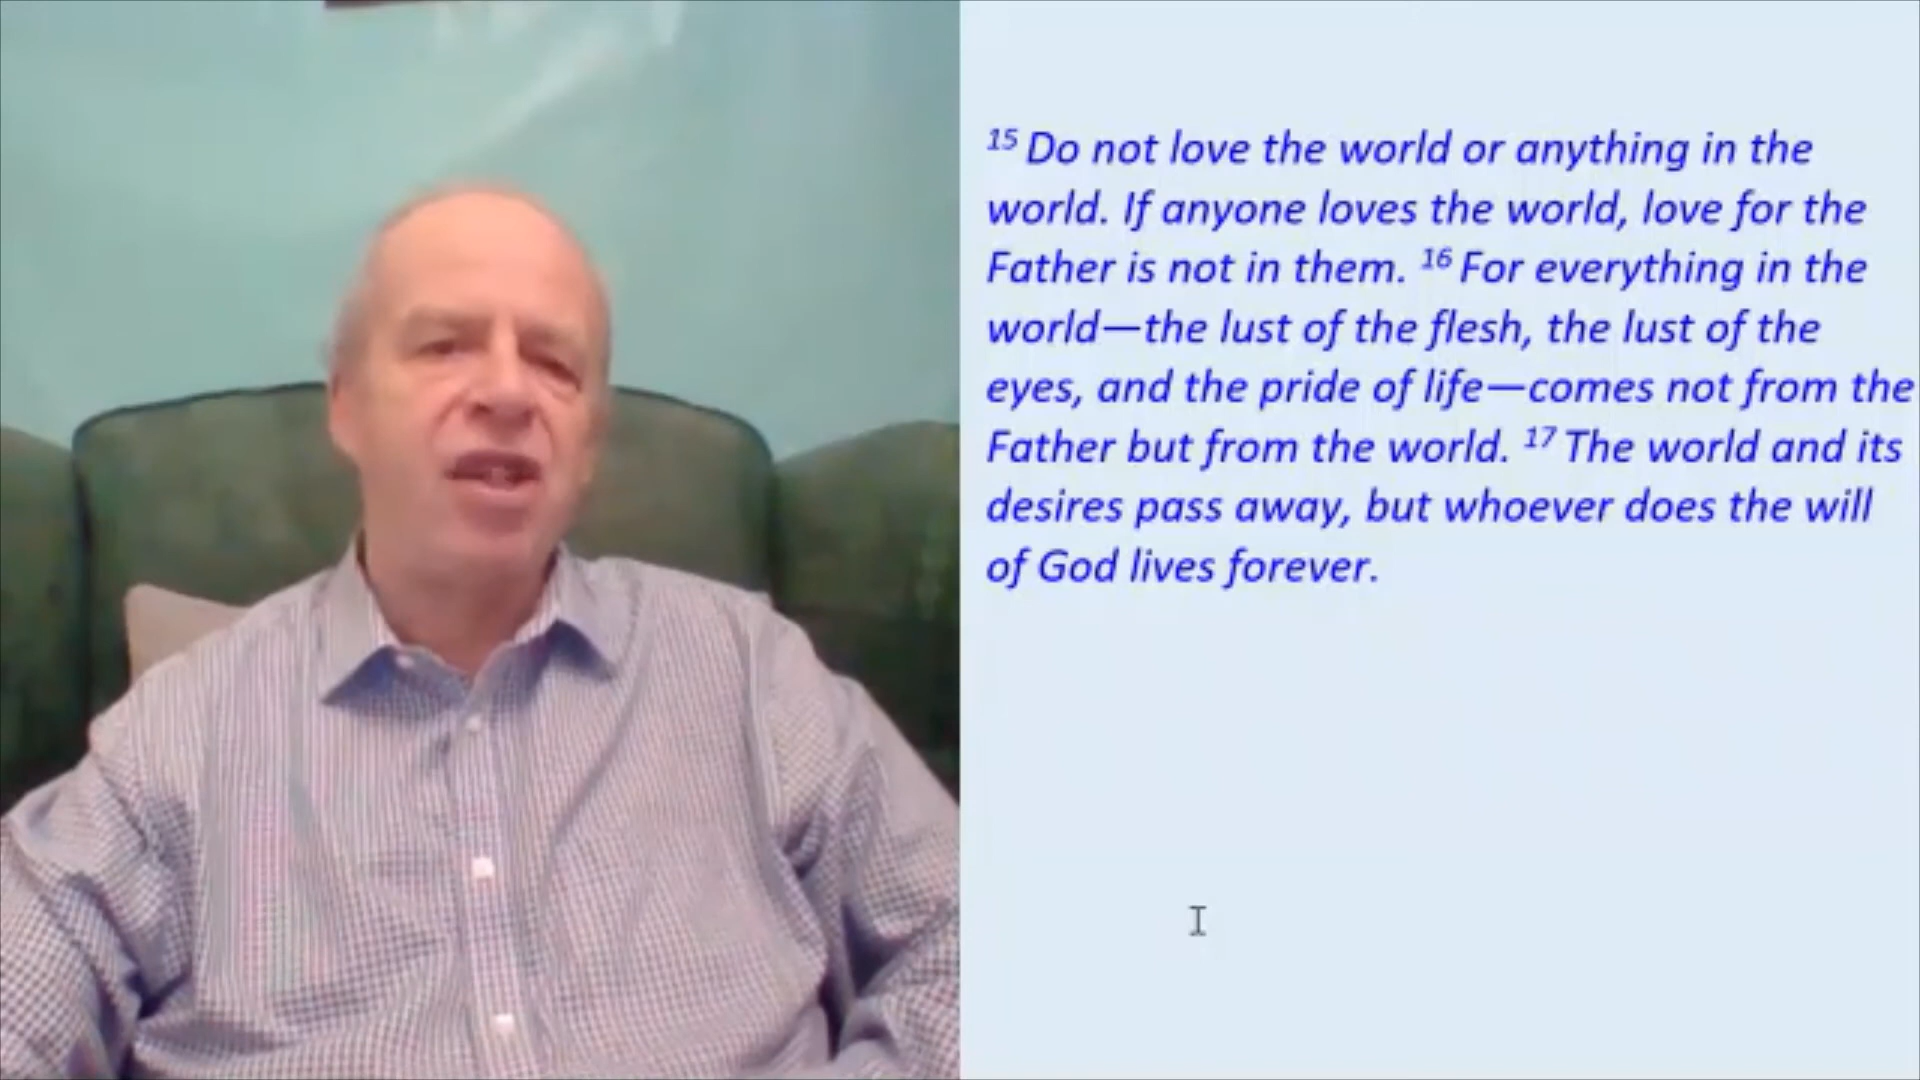 15 Do not love the world or anything in the
world. If anyone loves the world, love for the
Father is not in them. 16 For everything in the
world—the lust of the flesh, the lust of the
eyes, and the pride of life—comes not from the
Father but from the world. 17 The world and its
desires pass away, but whoever does the will
of God lives forever.